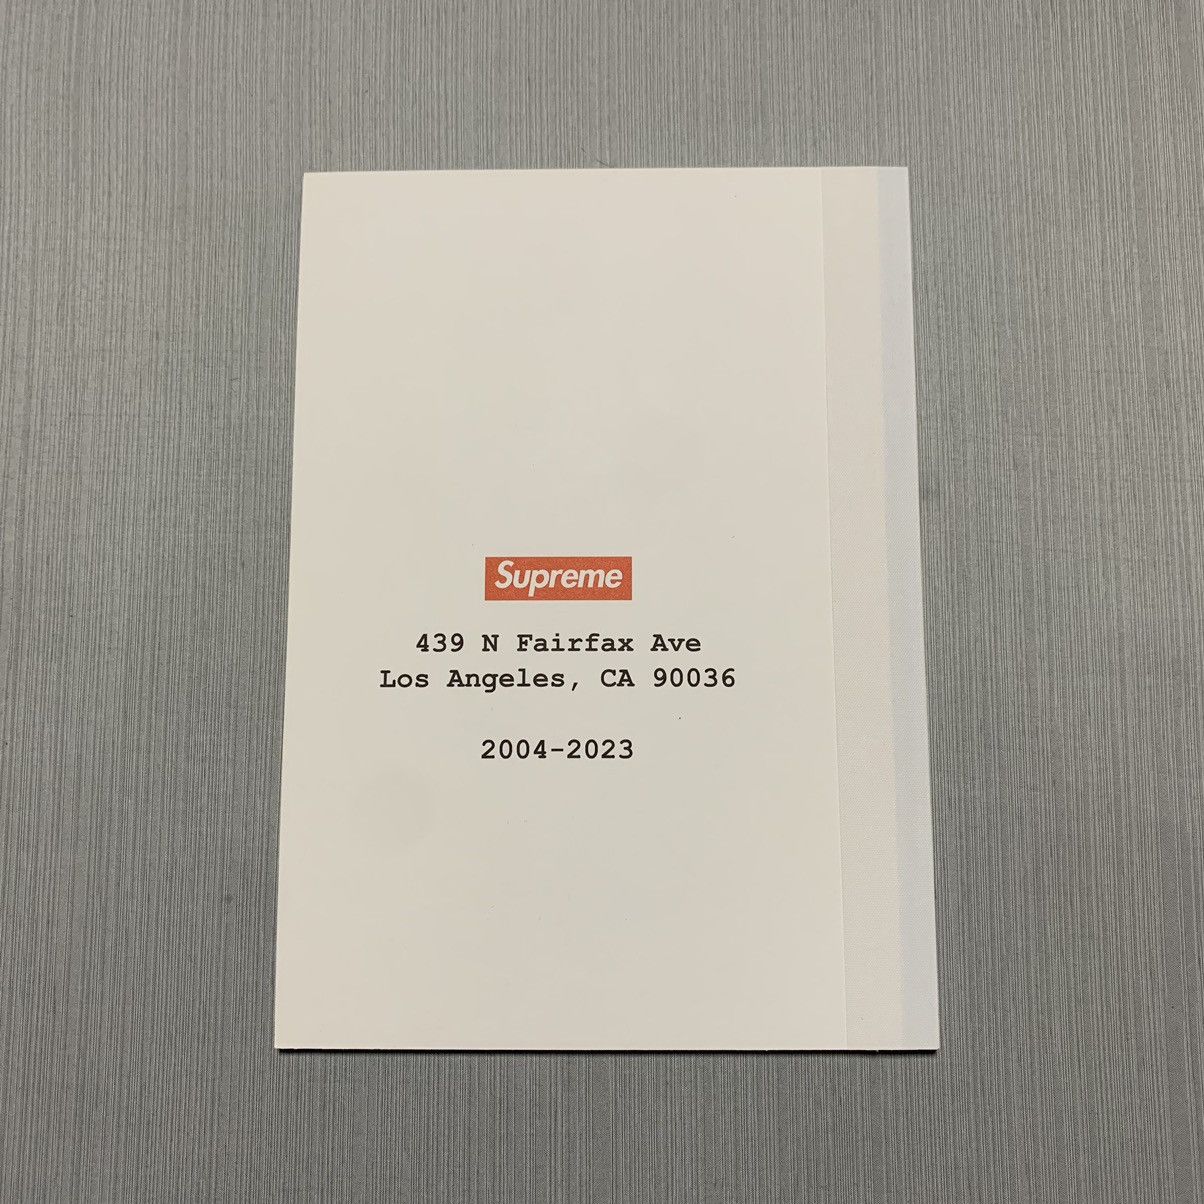 Supreme
439 N Fairfax Ave
Los Angeles, CA 90036
2004-2023